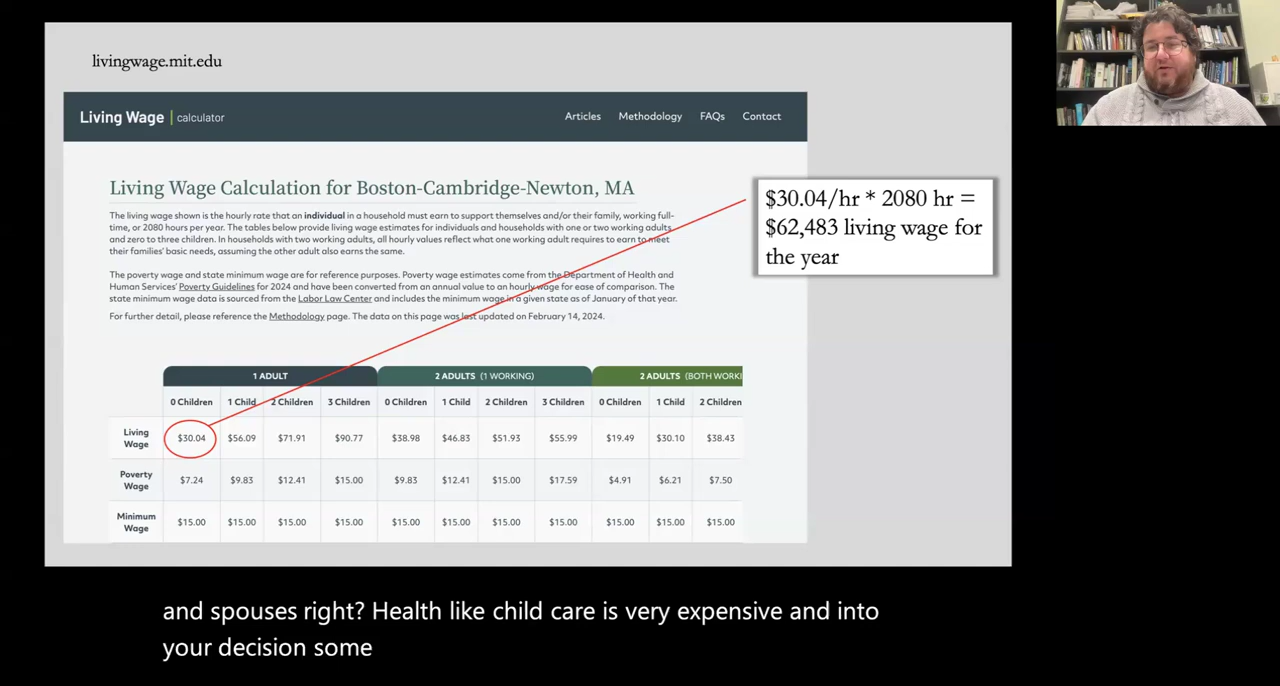 livingwage.mit.edu
Living Wage | calculator
Articles Methodology FAQs Contact
Living Wage Calculation for Boston-Cambridge-Newton, MA
The living wage shown is the hourly rate that an individual in a household must earn to support themselves and/or their family, working full-
time, or 2080 hours per year. The tables below provide living wage estimates for individuals and households with one or two working adults
and zero to three children. In households with two working adults, all hourly values reflect what one working adult requires to earn to meet
their families' basic needs, assuming the other adult also earns the same.
The poverty wage and state minimum wage are for reference purposes. Poverty wage estimates come from the Department of Health and
Human Services' Poverty Guidelines for 2024 and have been converted from an annual value to an hourly wage for ease of comparison. The
state minimum wage data is sourced from the Labor Law Center and includes the minimum wage in a given state as of January of that year.
For further detail, please reference the Methodology page. The data on this page was last updated on February 14, 2024.
$30.04/hr * 2080 hr =
$62,483 living wage for
the year
1 ADULT 2 ADULTS (1 WORKING) 2 ADULTS (BOTH WORKI
0 Children 1 Child 2 Children 3 Children 0 Children 1 Child 2 Children 3 Children 0 Children 1 Child 2 Children
Living
Wage
$30.04 $56.09 $71.91 $90.77 $38.98 $46.83 $51.93 $55.99 $19.49 $30.10 $38.43
Poverty
Wage
$7.24 $9.83 $12.41 $15.00 $9.83 $12.41 $15.00 $17.59 $4.91 $6.21 $7.50
Minimum
Wage
$15.00 $15.00 $15.00 $15.00 $15.00 $15.00 $15.00 $15.00 $15.00 $15.00 $15.00
and spouses right? Health like child care is very expensive and into
your decision some